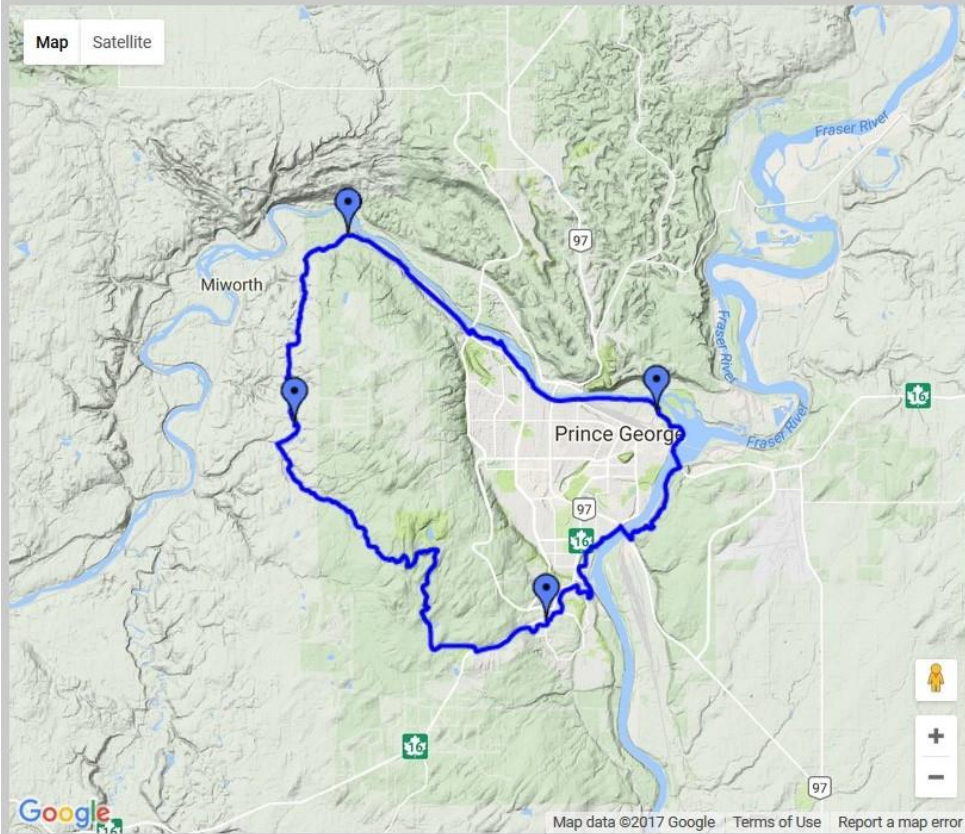 Map Satellite
Fraser River
97
Miworth
Fraser River
16
Prince George
Fraser River
97
16
16
97
Google
16
Map data ©2017 Google Terms of Use Report a map error